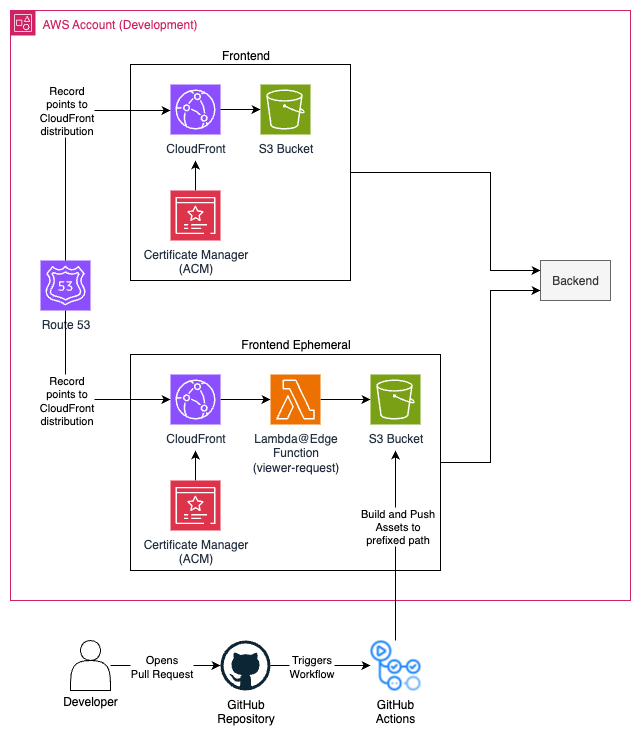 AWS Account (Development)
Frontend
Record
points to
CloudFront
distribution
CloudFront
S3 Bucket
Certificate Manager
(ACM)
53
Route 53
Backend
Frontend Ephemeral
Record
points to
CloudFront
distribution
CloudFront
Lambda@Edge
Function
(viewer-request)
S3 Bucket
Certificate Manager
(ACM)
Build and Push
Assets to
prefixed path
Opens
Pull Request
Triggers
Workflow
Developer
GitHub
Repository
GitHub
Actions